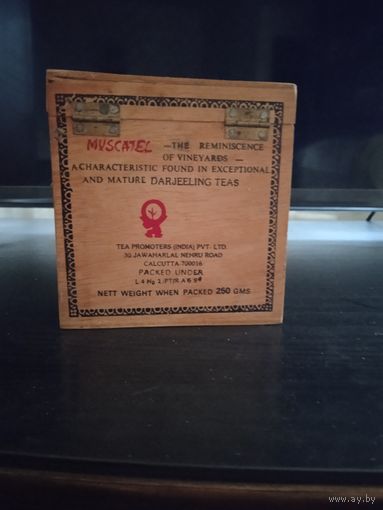 MUSCATEL —THE REMINISCENCE
OF VINEYARDS —
A CHARACTERISTIC FOUND IN EXCEPTIONAL
AND MATURE DARJEELING TEAS
TEA PROMOTERS (INDIA) PVT. LTD.
30 JAWAHARLAL NEHRU ROAD
CALCUTTA-700016
PACKED UNDER
NETT WEIGHT WHEN PACKED 250 GMS
www.ay.by